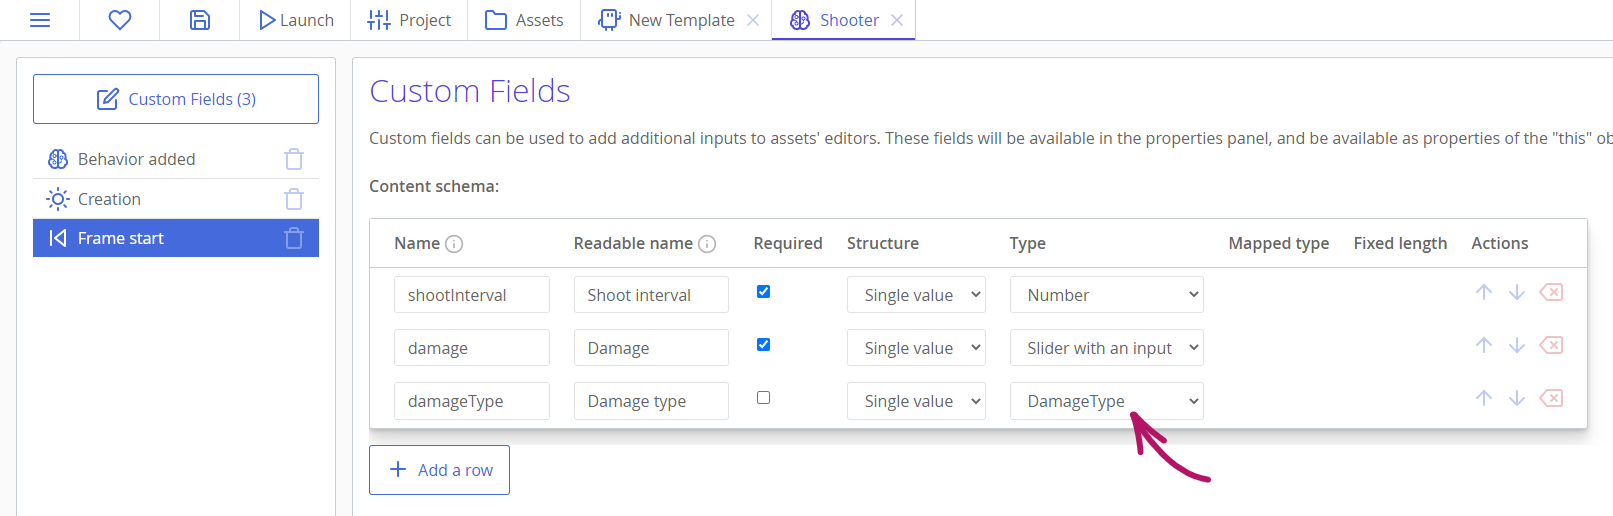 Launch Project Assets New Template Shooter
Custom Fields (3)
Behavior added
Creation
Frame start
Custom Fields
Custom fields can be used to add additional inputs to assets' editors. These fields will be available in the properties panel, and be available as properties of the "this" ob
Content schema:
Name Readable name Required Structure Type Mapped type Fixed length Actions
shootInterval Shoot interval Single value Number
damage Damage Single value Slider with an input
damageType Damage type Single value DamageType
Add a row